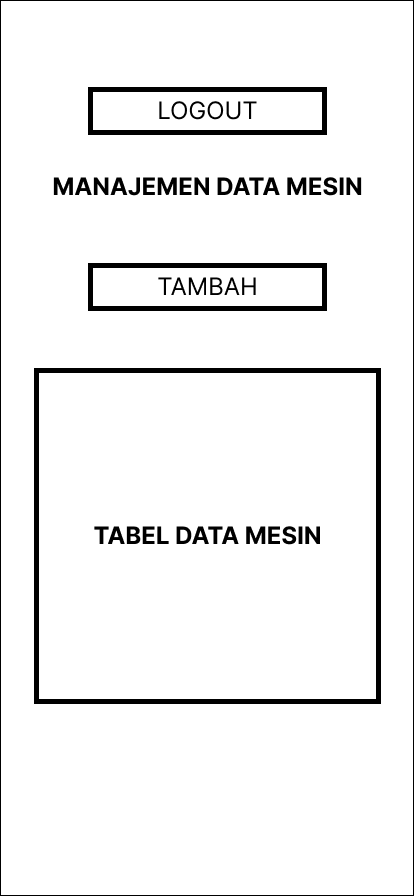 LOGOUT
MANAJEMEN DATA MESIN
TAMBAH
TABEL DATA MESIN